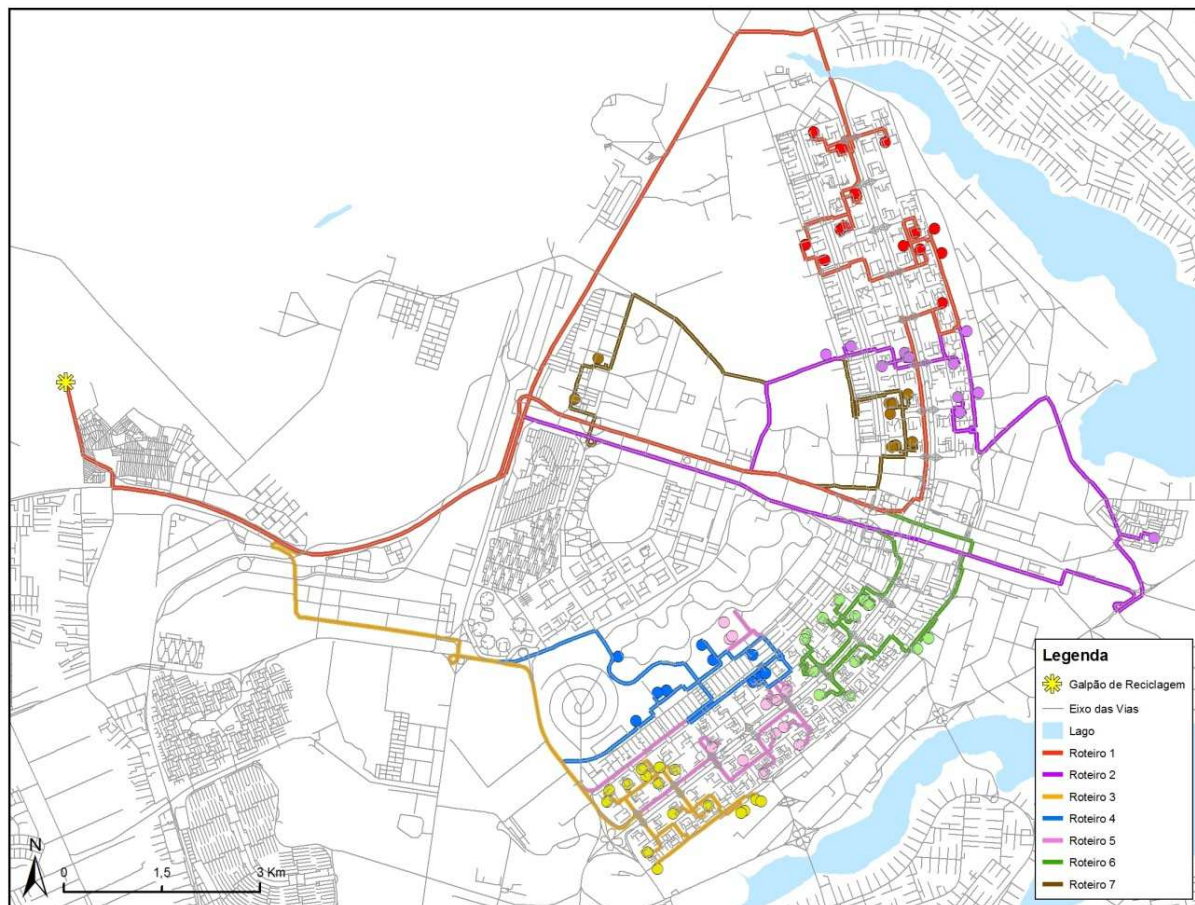 Legenda
Galpão de Reciclagem
Eixo das Vias
Lago
Roteiro 1
Roteiro 2
Roteiro 3
Roteiro 4
Roteiro 5
Roteiro 6
Roteiro 7
N
0 1,5 3 Km